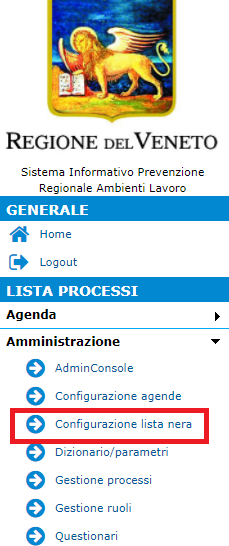 REGIONE DEL VENETO
Sistema Informativo Prevenzione
Regionale Ambienti Lavoro
GENERALE
Home
Logout
LISTA PROCESSI
Agenda
Amministrazione
AdminConsole
Configurazione agende
Configurazione lista nera
Dizionario/parametri
Gestione processi
Gestione ruoli
Questionari